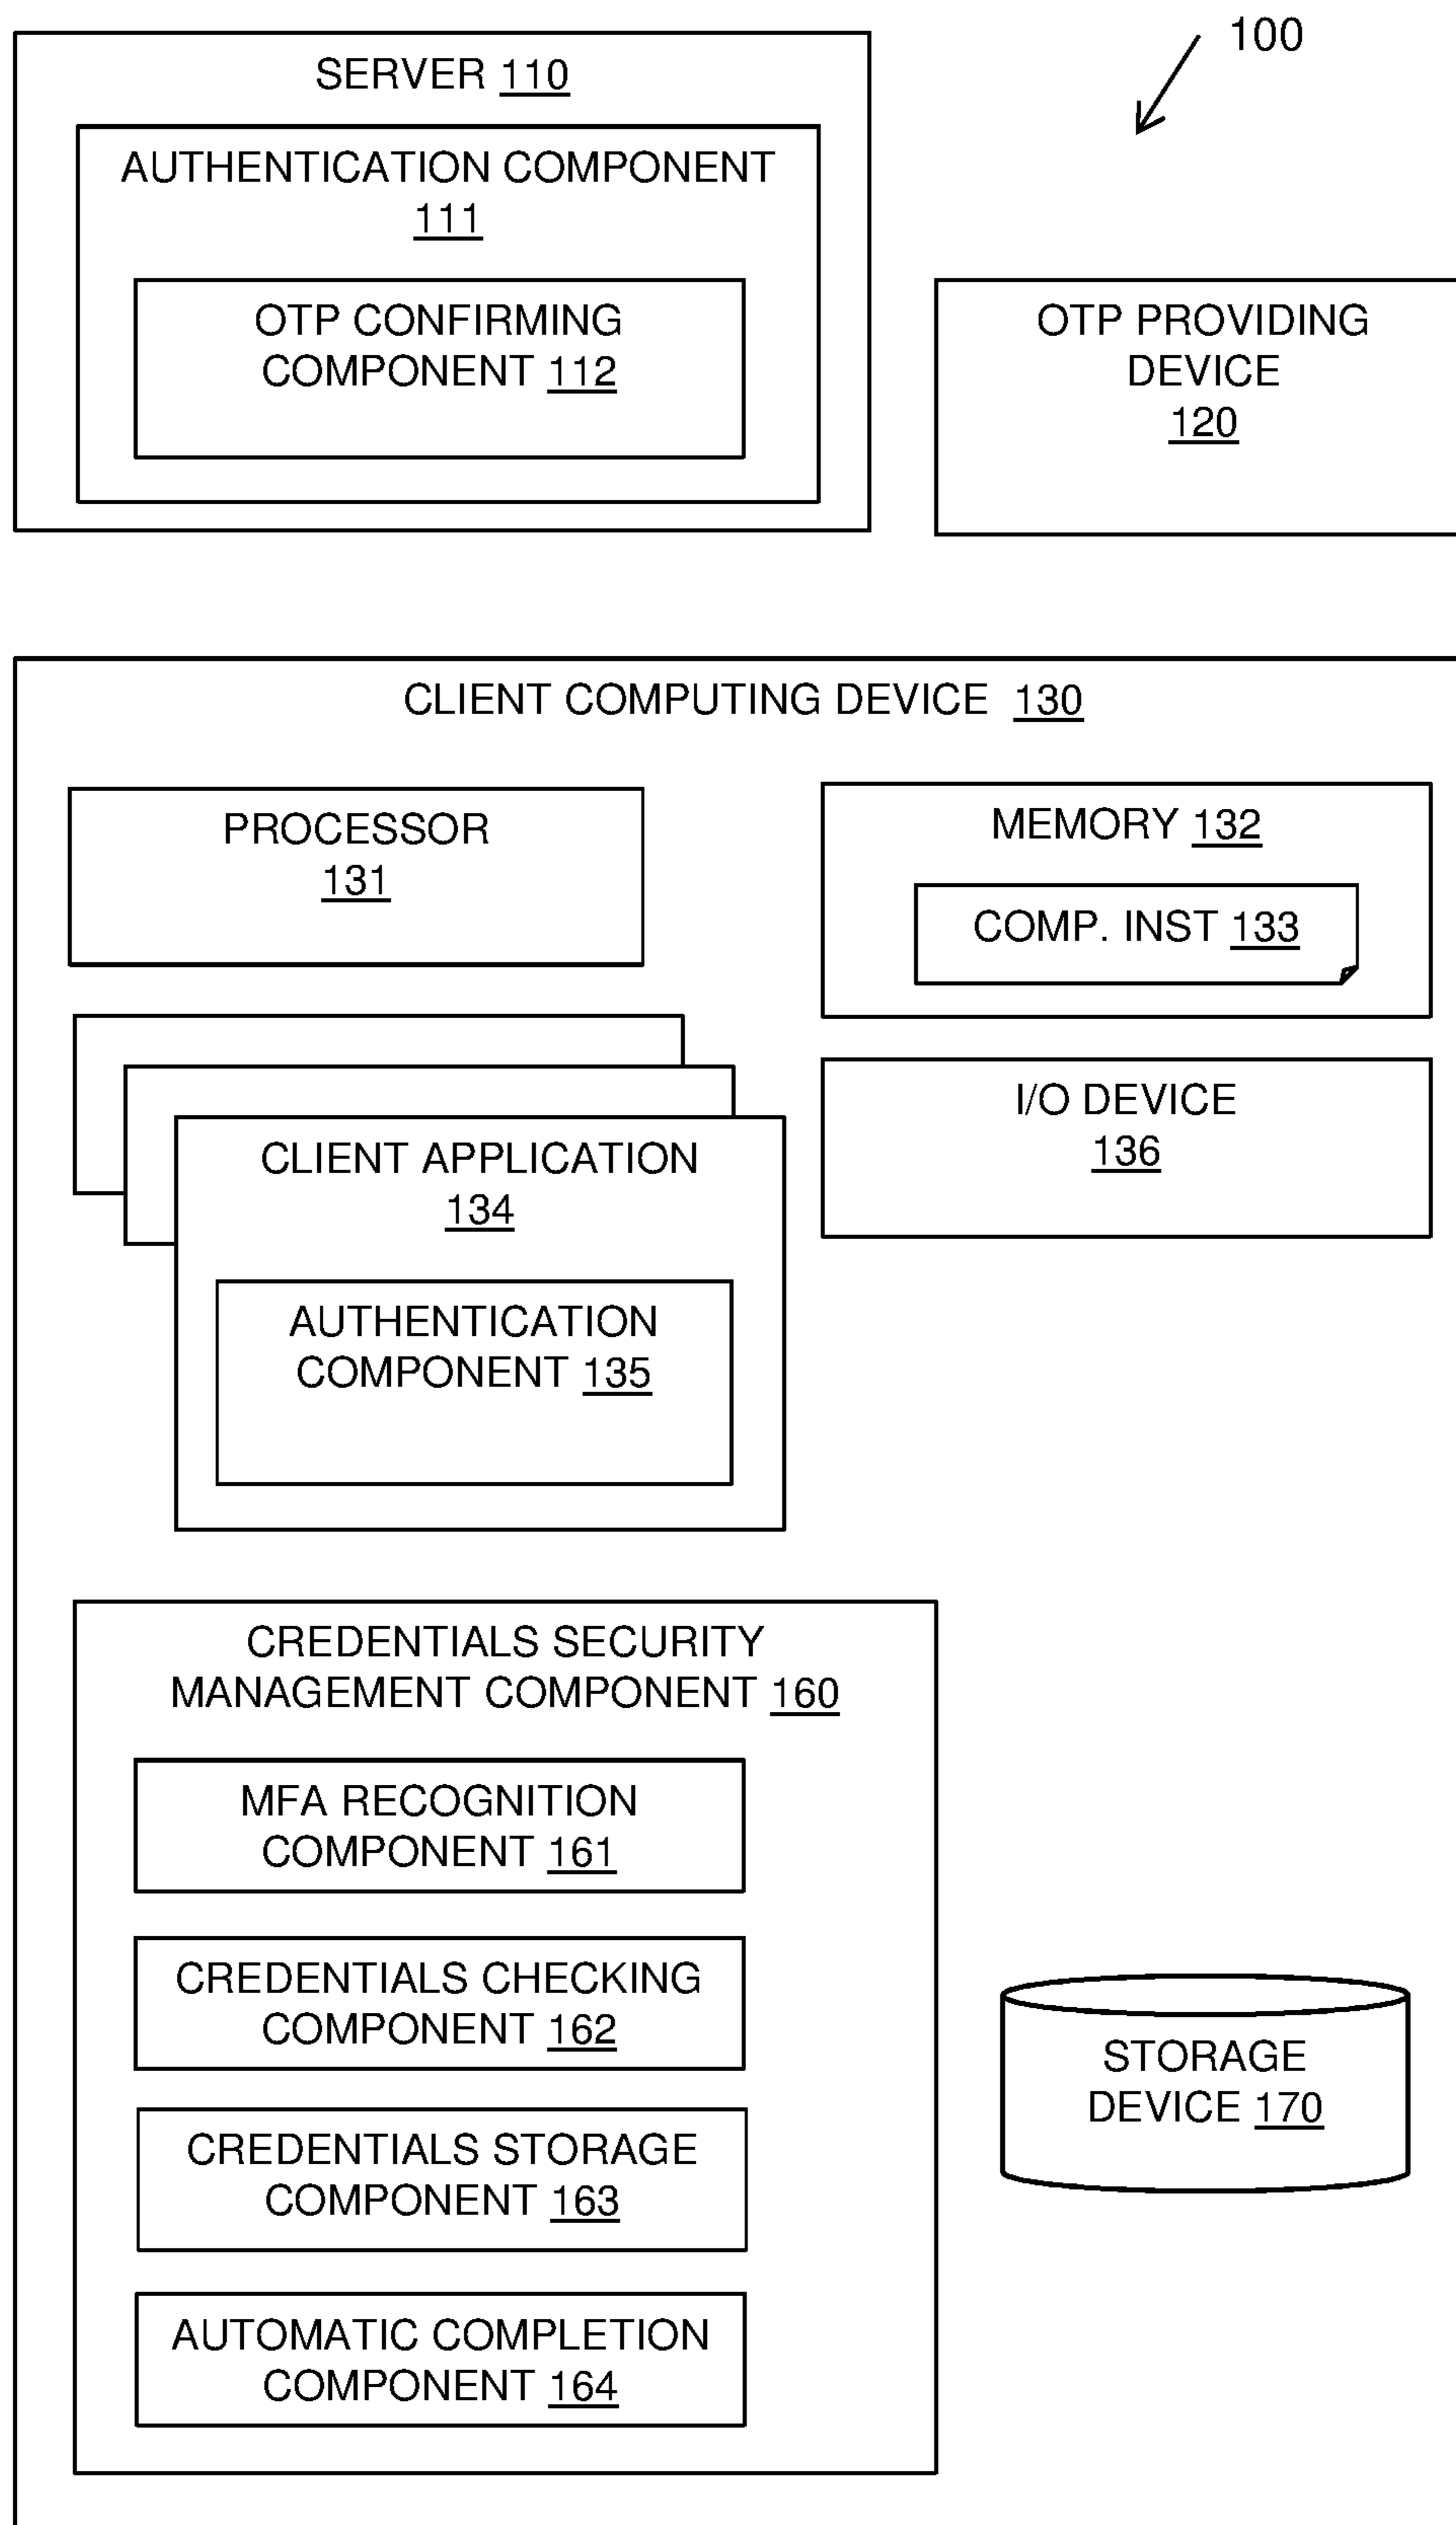 100
SERVER 110
AUTHENTICATION COMPONENT
111
OTP CONFIRMING
COMPONENT 112
OTP PROVIDING
DEVICE
120
CLIENT COMPUTING DEVICE 130
PROCESSOR
131
MEMORY 132
COMP. INST 133
I/O DEVICE
136
CLIENT APPLICATION
134
AUTHENTICATION
COMPONENT 135
CREDENTIALS SECURITY
MANAGEMENT COMPONENT 160
MFA RECOGNITION
COMPONENT 161
CREDENTIALS CHECKING
COMPONENT 162
CREDENTIALS STORAGE
COMPONENT 163
AUTOMATIC COMPLETION
COMPONENT 164
STORAGE
DEVICE 170